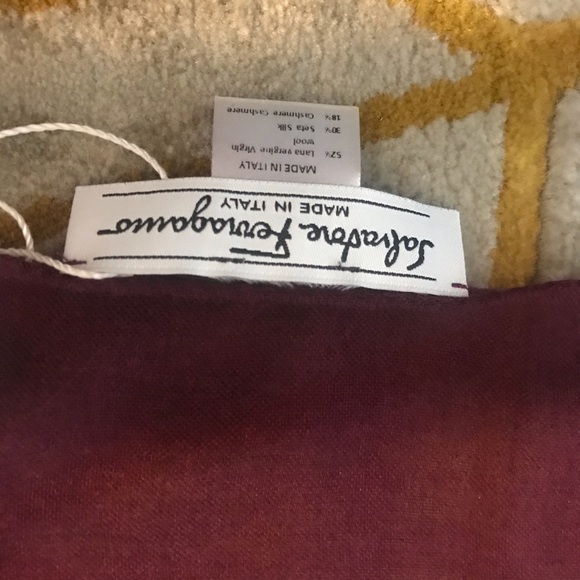 Salvatore Ferragamo
MADE IN ITALY
MADE IN ITALY
52% Lana vergine Virgin
wool
30% Seta Silk
18% Cashmere Cashmere